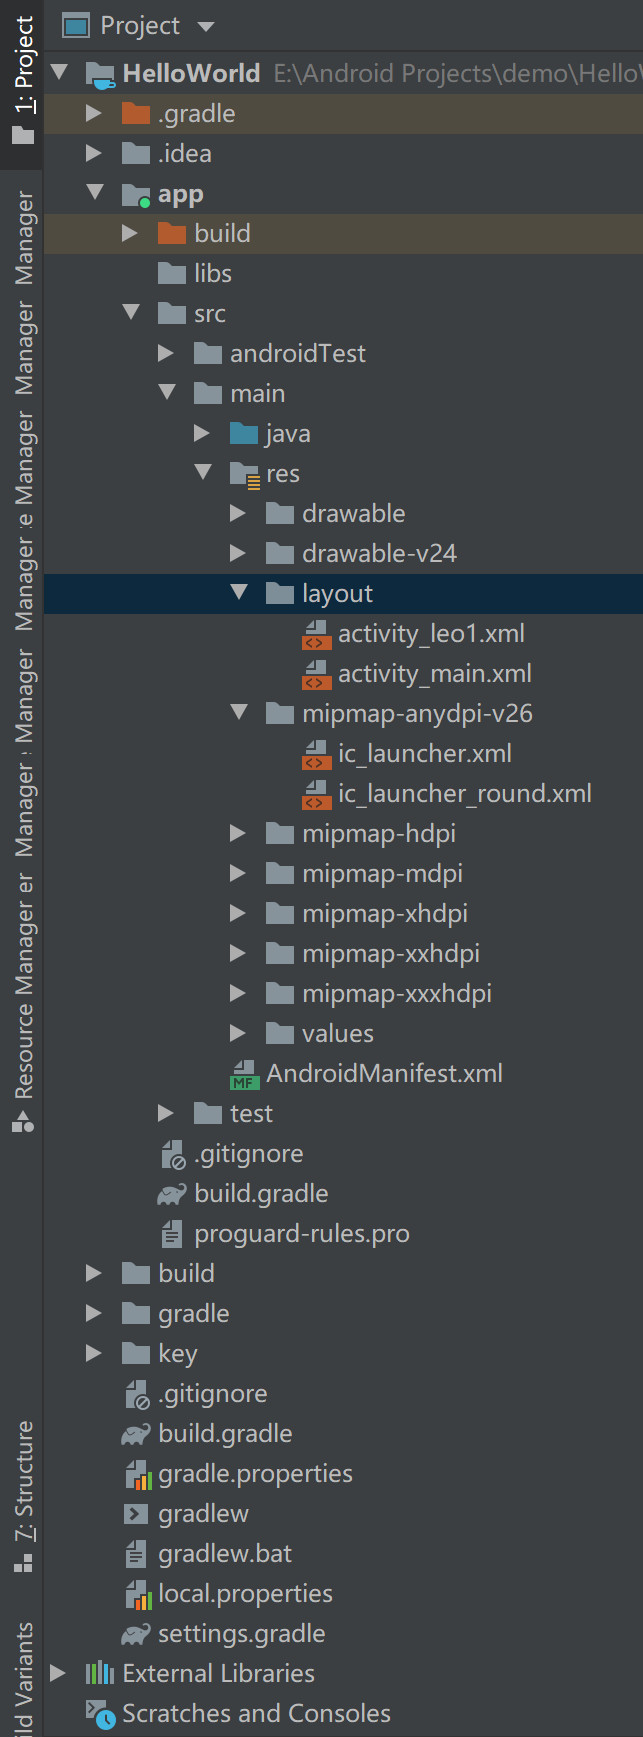 Project
HelloWorld E:\Android Projects\demo\Hello
.gradle
.idea
app
build
libs
src
androidTest
main
java
res
drawable
drawable-v24
layout
activity_leo1.xml
activity_main.xml
mipmap-anydpi-v26
ic_launcher.xml
ic_launcher_round.xml
mipmap-hdpi
mipmap-mdpi
mipmap-xhdpi
mipmap-xxhdpi
mipmap-xxxhdpi
values
AndroidManifest.xml
test
.gitignore
build.gradle
proguard-rules.pro
build
gradle
key
.gitignore
build.gradle
gradle.properties
gradlew
gradlew.bat
local.properties
settings.gradle
External Libraries
Scratches and Consoles
1: Project
Manager
Manager
Manager
Manager
Manager
Manager
Resource Manager
7: Structure
Variants
MF